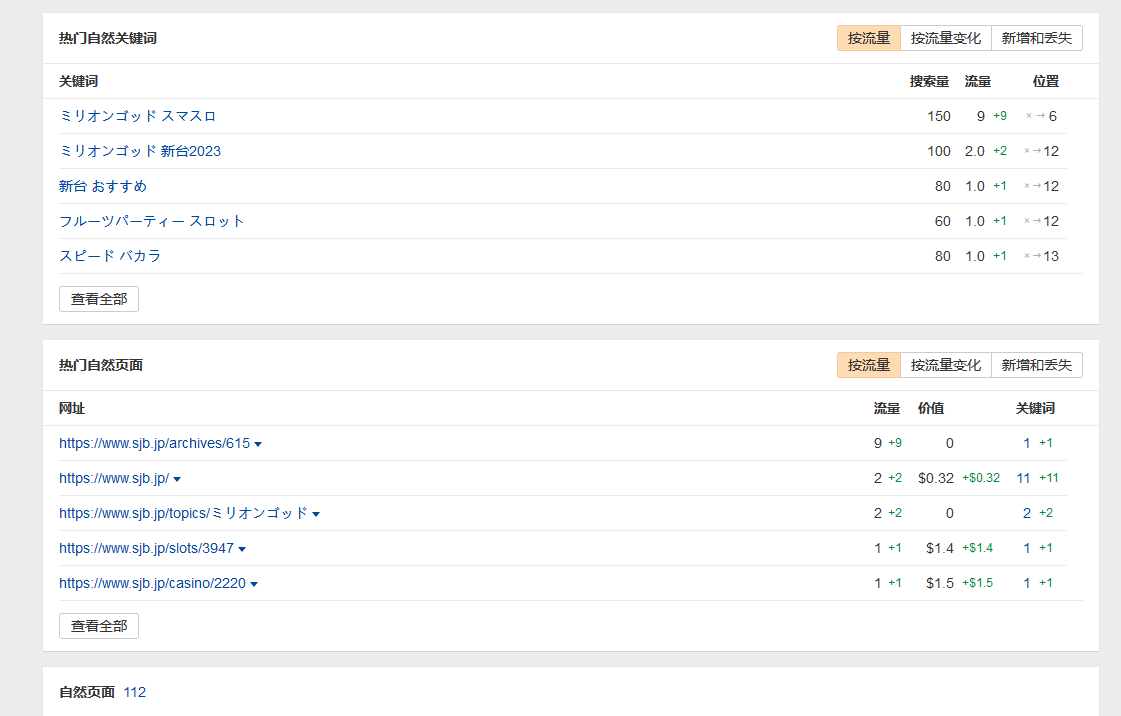 热门自然关键词 按流量 按流量变化 新增和丢失
关键词 搜索量 流量 位置
ミリオンゴッド スマスロ 150 9 +9 × → 6
ミリオンゴッド 新台2023 100 2.0 +2 × → 12
新台 おすすめ 80 1.0 +1 × → 12
フルーツパーティー スロット 60 1.0 +1 × → 12
スピード バカラ 80 1.0 +1 × → 13
查看全部
热门自然页面 按流量 按流量变化 新增和丢失
网址 流量 价值 关键词
https://www.sjb.jp/archives/615 9 +9 0 1 +1
https://www.sjb.jp/ 2 +2 $0.32 +$0.32 11 +11
https://www.sjb.jp/topics/ミリオンゴッド 2 +2 0 2 +2
https://www.sjb.jp/slots/3947 1 +1 $1.4 +$1.4 1 +1
https://www.sjb.jp/casino/2220 1 +1 $1.5 +$1.5 1 +1
查看全部
自然页面 112